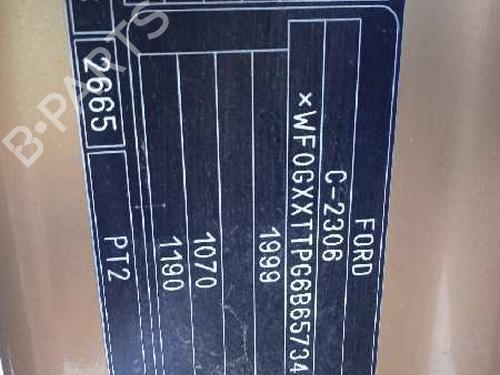 FORD
C-2306
×WF0GXXTTPG6B65734
1999
1070
1190
2665
PT2
B-PARTS